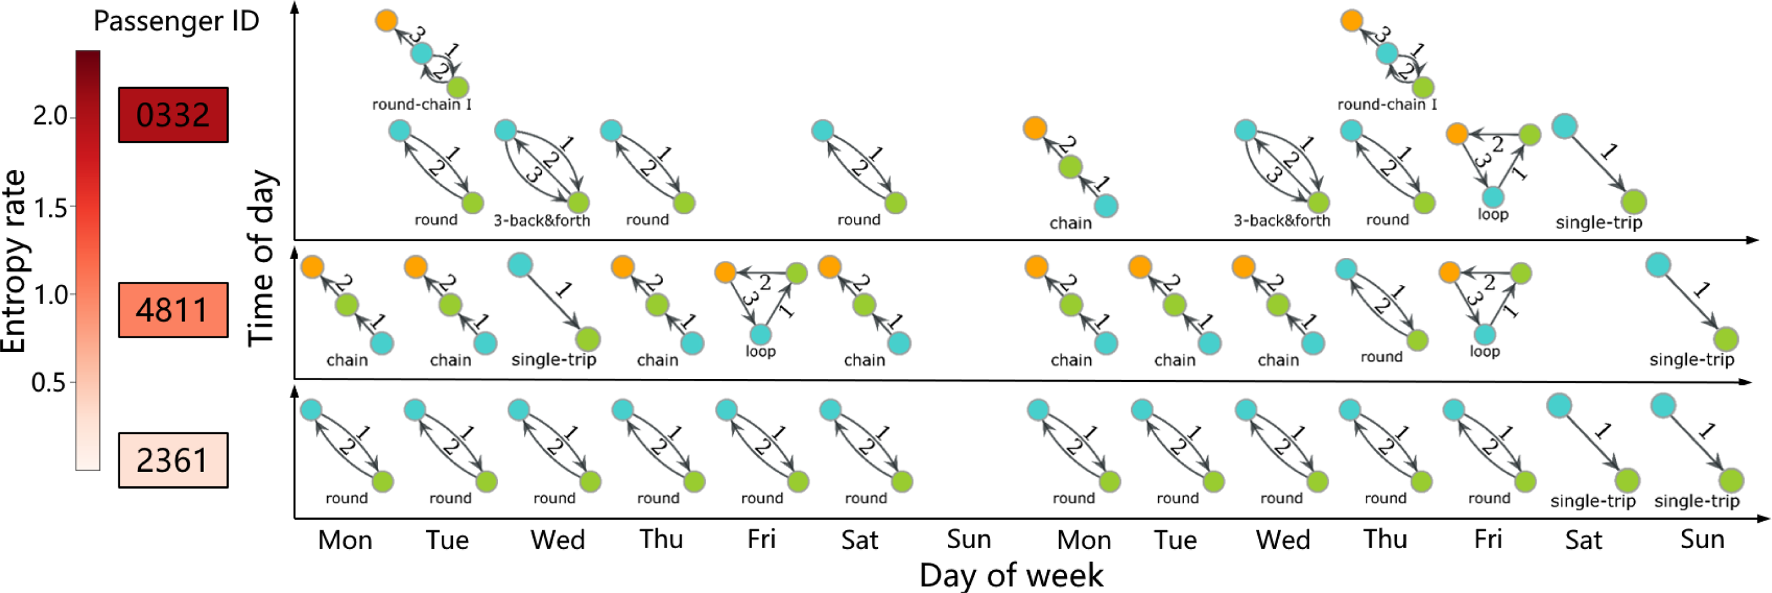 Passenger ID
Entropy rate
2.0
1.5
1.0
0.5
0332
4811
2361
Time of day
3 1 2
round-chain I
3 1 2
round-chain I
1 2
round
1 2 3
3-back&forth
1 2
round
1 2
round
2 1
chain
1 2 3
3-back&forth
1 2
round
2 3 1
loop
1
single-trip
2 1
chain
2 1
chain
1
single-trip
2 1
chain
2 3 1
loop
2 1
chain
2 1
chain
2 1
chain
2 1
chain
1 2
round
2 3 1
loop
1
single-trip
1 2
round
1 2
round
1 2
round
1 2
round
1 2
round
1 2
round
1 2
round
1 2
round
1 2
round
1 2
round
1 2
round
1
single-trip
1
single-trip
Mon Tue Wed Thu Fri Sat Sun Mon Tue Wed Thu Fri Sat Sun
Day of week